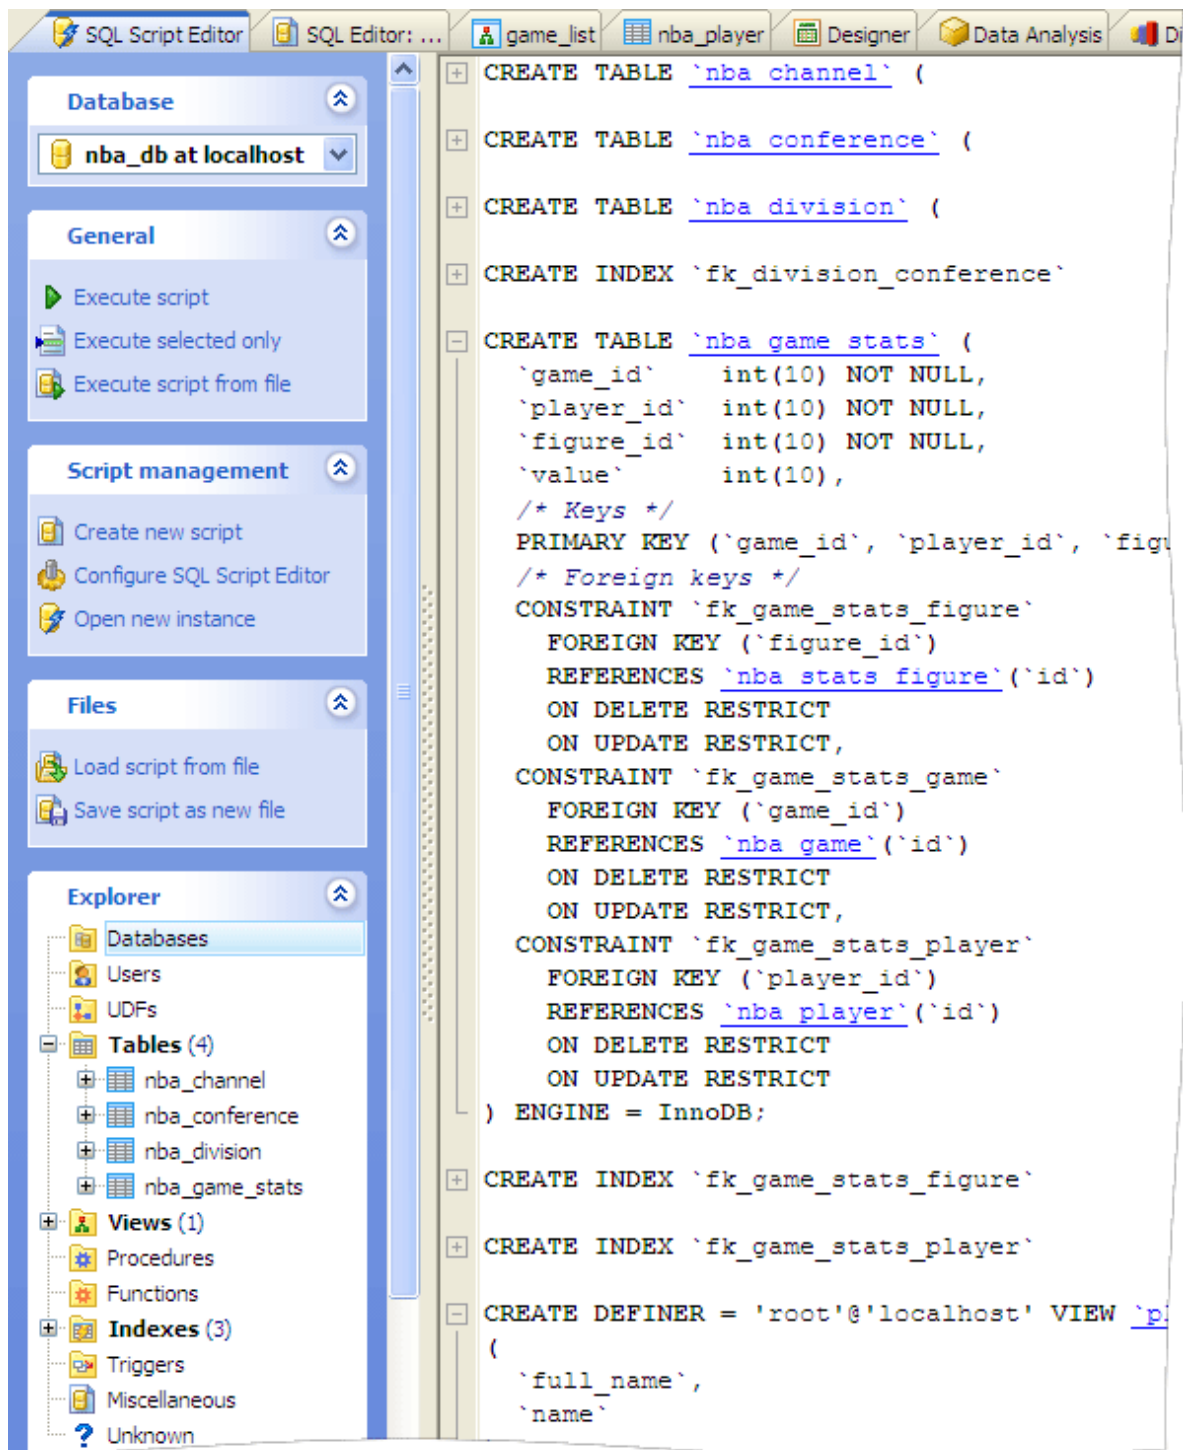 SQL Script Editor SQL Editor: ... game_list nba_player Designer Data Analysis Di
Database
nba_db at localhost
General
Execute script
Execute selected only
Execute script from file
Script management
Create new script
Configure SQL Script Editor
Open new instance
Files
Load script from file
Save script as new file
Explorer
Databases
Users
UDFs
Tables (4)
nba_channel
nba_conference
nba_division
nba_game_stats
Views (1)
Procedures
Functions
Indexes (3)
Triggers
Miscellaneous
Unknown
CREATE TABLE `nba_channel` (
CREATE TABLE `nba_conference` (
CREATE TABLE `nba_division` (
CREATE INDEX `fk_division_conference`
CREATE TABLE `nba_game_stats` (
`game_id` int(10) NOT NULL,
`player_id` int(10) NOT NULL,
`figure_id` int(10) NOT NULL,
`value` int(10),
/* Keys */
PRIMARY KEY (`game_id`, `player_id`, `figu
/* Foreign keys */
CONSTRAINT `fk_game_stats_figure`
FOREIGN KEY (`figure_id`)
REFERENCES `nba_stats_figure`(`id`)
ON DELETE RESTRICT
ON UPDATE RESTRICT,
CONSTRAINT `fk_game_stats_game`
FOREIGN KEY (`game_id`)
REFERENCES `nba_game`(`id`)
ON DELETE RESTRICT
ON UPDATE RESTRICT,
CONSTRAINT `fk_game_stats_player`
FOREIGN KEY (`player_id`)
REFERENCES `nba_player`(`id`)
ON DELETE RESTRICT
ON UPDATE RESTRICT
) ENGINE = InnoDB;
CREATE INDEX `fk_game_stats_figure`
CREATE INDEX `fk_game_stats_player`
CREATE DEFINER = 'root'@'localhost' VIEW `pl
(
`full_name`,
`name`